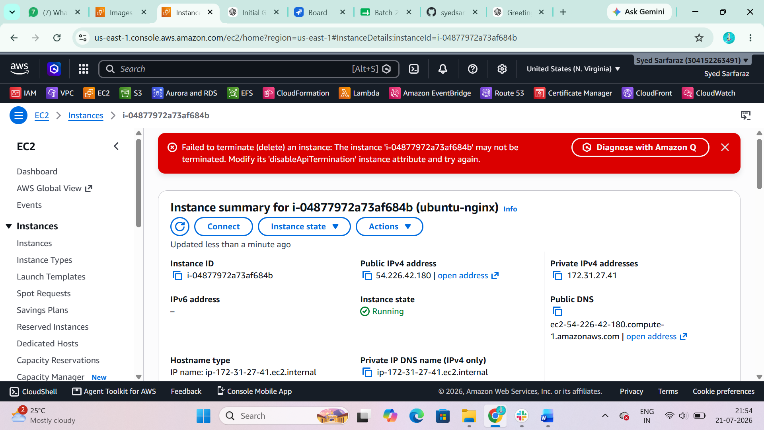 (7) Wha
Images
Instanc
Initial R
Board
Batch 2
syedsar
Greetin
Ask Gemini
us-east-1.console.aws.amazon.com/ec2/home?region=us-east-1#InstanceDetails:instanceId=i-04877972a73af684b
aws
Search
[Alt+S]
United States (N. Virginia)
Syed Sarfaraz (304152263491)
Syed Sarfaraz
IAM
VPC
EC2
S3
Aurora and RDS
EFS
CloudFormation
Lambda
Amazon EventBridge
Route 53
Certificate Manager
CloudFront
CloudWatch
EC2
Instances
i-04877972a73af684b
EC2
Dashboard
AWS Global View
Events
Instances
Instances
Instance Types
Launch Templates
Spot Requests
Savings Plans
Reserved Instances
Dedicated Hosts
Capacity Reservations
Capacity Manager New
Failed to terminate (delete) an instance: The instance 'i-04877972a73af684b' may not be
terminated. Modify its 'disableApiTermination' instance attribute and try again.
Diagnose with Amazon Q
Instance summary for i-04877972a73af684b (ubuntu-nginx) Info
Connect
Instance state
Actions
Updated less than a minute ago
Instance ID
i-04877972a73af684b
Public IPv4 address
54.226.42.180 | open address
Private IPv4 addresses
172.31.27.41
IPv6 address
–
Instance state
Running
Public DNS
ec2-54-226-42-180.compute-
1.amazonaws.com | open address
Hostname type
IP name: ip-172-31-27-41.ec2.internal
Private IP DNS name (IPv4 only)
ip-172-31-27-41.ec2.internal
CloudShell
Agent Toolkit for AWS
Feedback
Console Mobile App
© 2026, Amazon Web Services, Inc. or its affiliates.
Privacy
Terms
Cookie preferences
2
25°C
Mostly cloudy
Search
ENG
IN
21:54
21-07-2026